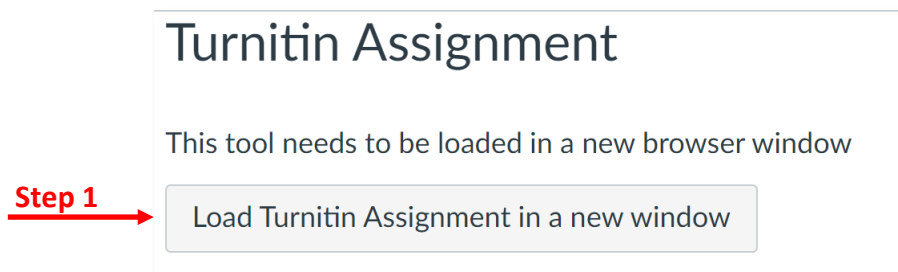 Turnitin Assignment
This tool needs to be loaded in a new browser window
Step 1
Load Turnitin Assignment in a new window